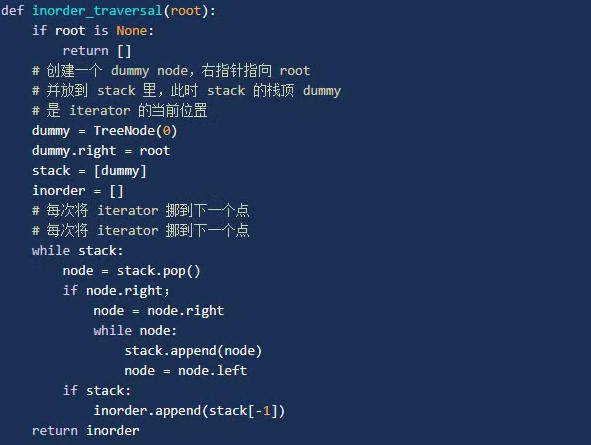 def inorder_traversal(root):
    if root is None:
        return []
    # 创建一个 dummy node，右指针指向 root
    # 并放到 stack 里，此时 stack 的栈顶 dummy
    # 是 iterator 的当前位置
    dummy = TreeNode(0)
    dummy.right = root
    stack = [dummy]
    inorder = []
    # 每次将 iterator 挪到下一个点
    # 每次将 iterator 挪到下一个点
    while stack:
        node = stack.pop()
        if node.right；
            node = node.right
            while node:
                stack.append(node)
                node = node.left
        if stack:
            inorder.append(stack[-1])
    return inorder